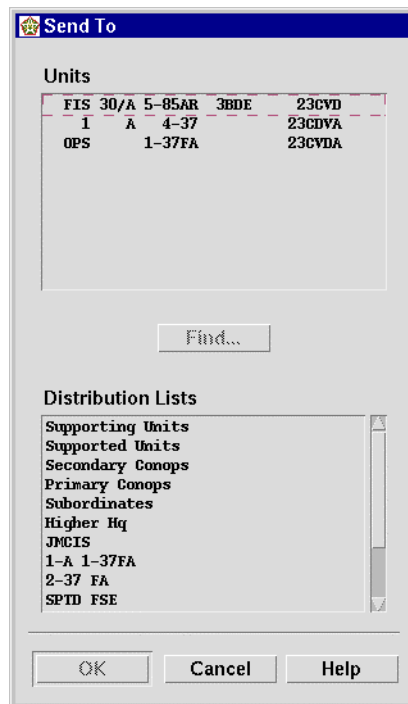 Send To
Units
FIS 30/A 5-85AR 3BDE 23CVD
1 A 4-37 23CDVA
OPS 1-37FA 23CVDA
Find...
Distribution Lists
Supporting Units
Supported Units
Secondary Conops
Primary Conops
Subordinates
Higher Hq
JMCIS
1-A 1-37FA
2-37 FA
SPTD FSE
OK Cancel Help